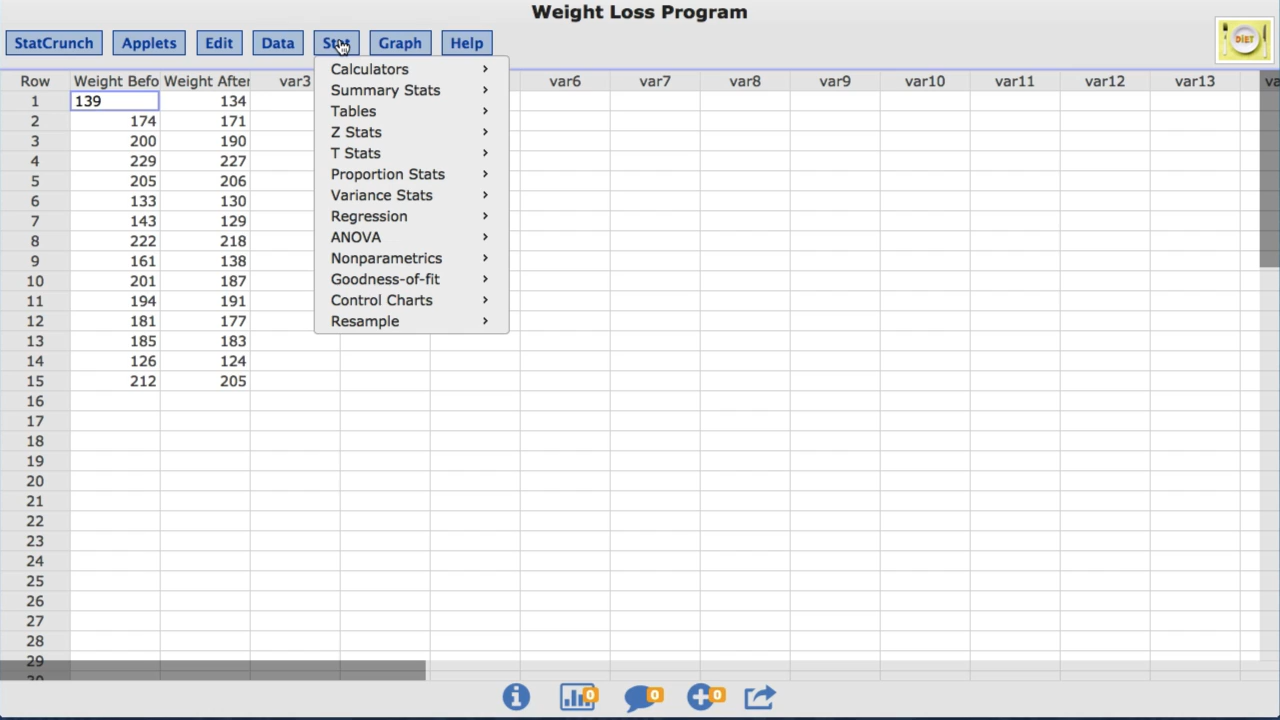 Weight Loss Program
StatCrunch Applets Edit Data Stat Graph Help
DiET
Row Weight Befo Weight After var3 var6 var7 var8 var9 var10 var11 var12 var13 va
1 139 134
2 174 171
3 200 190
4 229 227
5 205 206
6 133 130
7 143 129
8 222 218
9 161 138
10 201 187
11 194 191
12 181 177
13 185 183
14 126 124
15 212 205
16
17
18
19
20
21
22
23
24
25
26
27
28
29
Calculators
Summary Stats
Tables
Z Stats
T Stats
Proportion Stats
Variance Stats
Regression
ANOVA
Nonparametrics
Goodness-of-fit
Control Charts
Resample
0 0 0